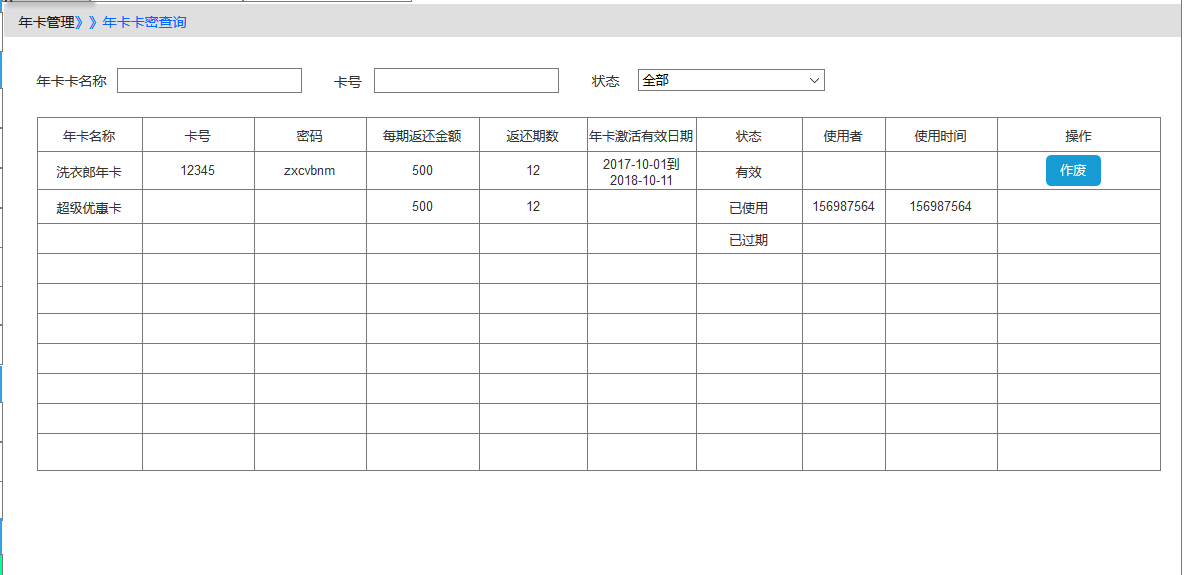 年卡管理》》年卡卡密查询
年卡卡名称 卡号 状态 全部
年卡名称 卡号 密码 每期返还金额 返还期数 年卡激活有效日期 状态 使用者 使用时间 操作
洗衣郎年卡 12345 zxcvbnm 500 12 2017-10-01到 有效 作废
2018-10-11
超级优惠卡 500 12 已使用 156987564 156987564
已过期